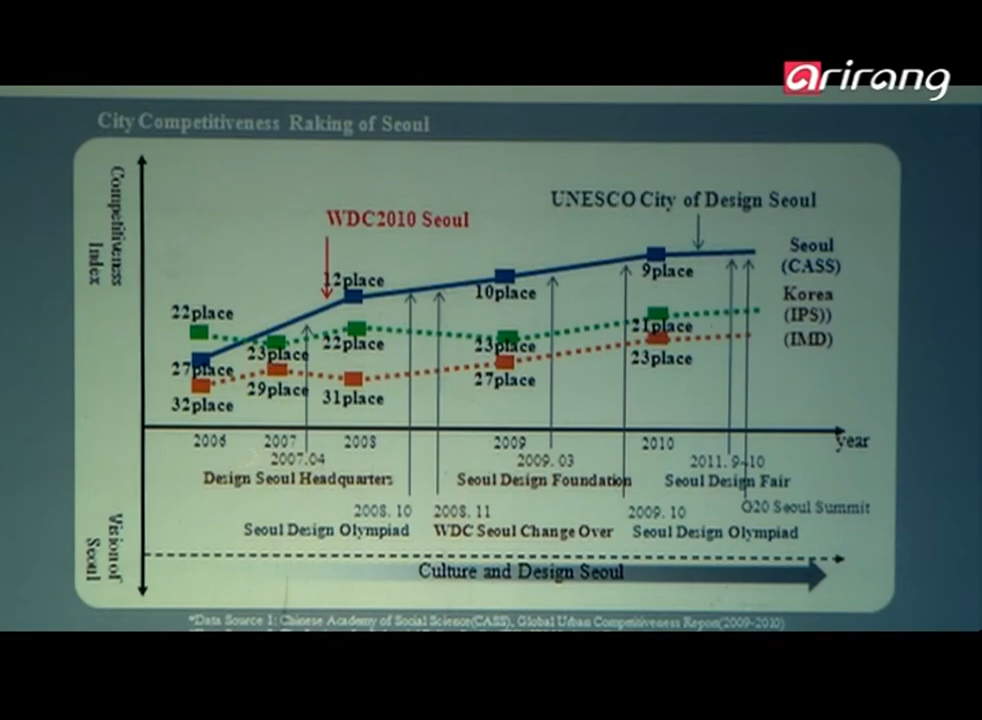 arirang
City Competitiveness Raking of Seoul
Competitiveness
Index
UNESCO City of Design Seoul
WDC2010 Seoul
Seoul
(CASS)
12place
9place
10place
Korea
(IPS))
22place
21place
(IMD)
23place
22place
23place
27place
23place
29place
27place
32place
31place
2006
2007
2008
2009
2010
year
2007.04
2009.03
2011.9~10
Design Seoul Headquarters
Seoul Design Foundation
Seoul Design Fair
2008.10
2008.11
2009.10
G20 Seoul Summit
Seoul Design Olympiad
WDC Seoul Change Over
Seoul Design Olympiad
Vision of
Seoul
Culture and Design Seoul
*Data Source 1: Chinese Academy of Social Science(CASS), Global Urban Competitiveness Report(2009-2010)